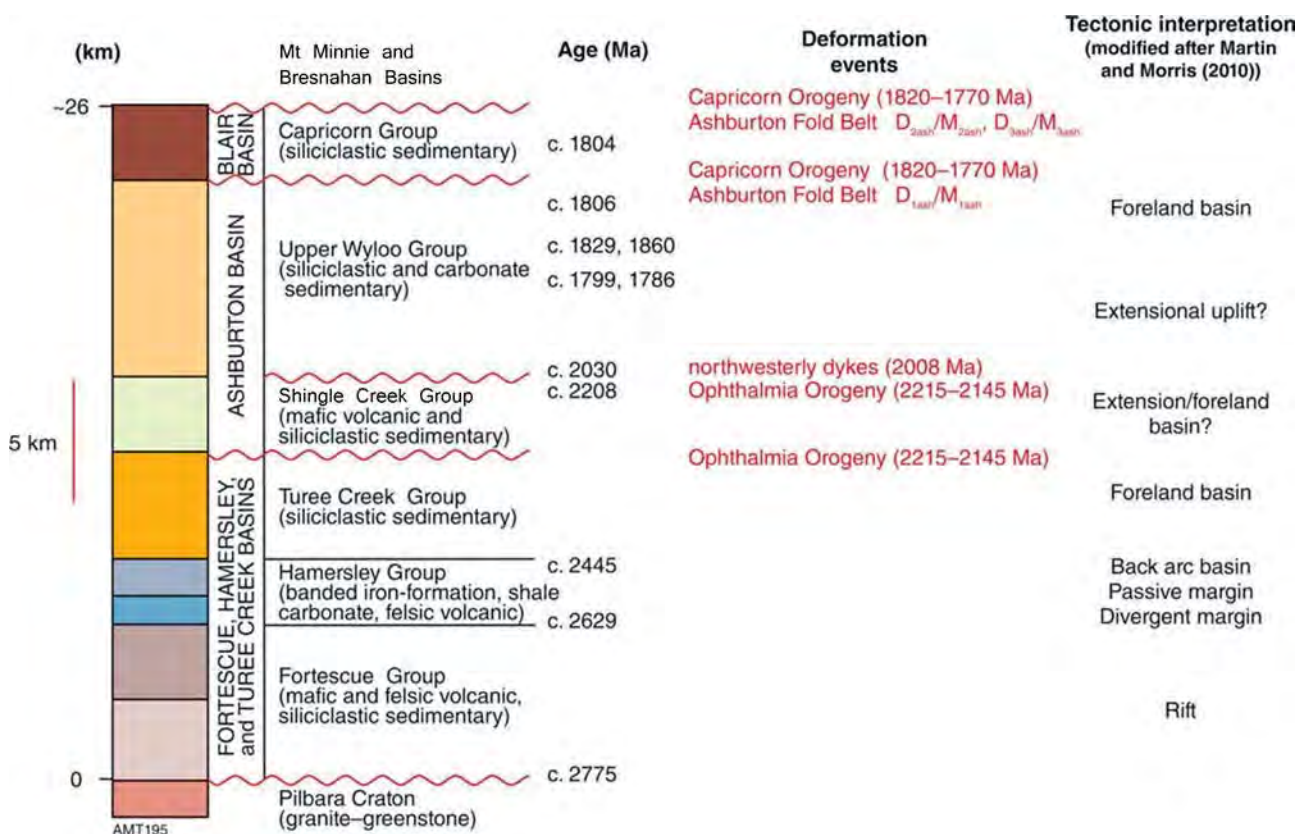 (km)
Mt Minnie and
Bresnahan Basins
Age (Ma)
Deformation
events
Tectonic interpretation
(modified after Martin
and Morris (2010))
~26
BLAIR
BASIN
Capricorn Group
(siliciclastic sedimentary)
c. 1804
Capricorn Orogeny (1820–1770 Ma)
Ashburton Fold Belt D2ash/M2ash, D3ash/M3ash
Capricorn Orogeny (1820–1770 Ma)
Ashburton Fold Belt D1ash/M1ash
ASHBURTON BASIN
Upper Wyloo Group
(siliciclastic and carbonate
sedimentary)
c. 1806
c. 1829, 1860
c. 1799, 1786
Foreland basin
Extensional uplift?
c. 2030
c. 2208
northwesterly dykes (2008 Ma)
Ophthalmia Orogeny (2215–2145 Ma)
Shingle Creek Group
(mafic volcanic and
siliciclastic sedimentary)
Extension/foreland
basin?
5 km
Ophthalmia Orogeny (2215–2145 Ma)
FORTESCUE, HAMERSLEY,
and TUREE CREEK BASINS
Turee Creek Group
(siliciclastic sedimentary)
Foreland basin
c. 2445
Hamersley Group
(banded iron-formation, shale
carbonate, felsic volcanic)
c. 2629
Back arc basin
Passive margin
Divergent margin
Fortescue Group
(mafic and felsic volcanic,
siliciclastic sedimentary)
Rift
0
c. 2775
Pilbara Craton
(granite–greenstone)
AMT195